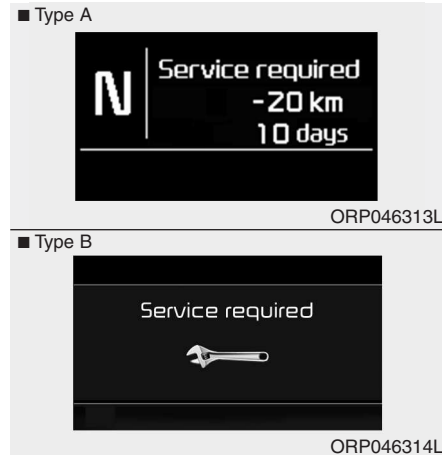 ■ Type A
N
Service required
-20 km
10 days
ORP046313L
■ Type B
Service required
ORP046314L